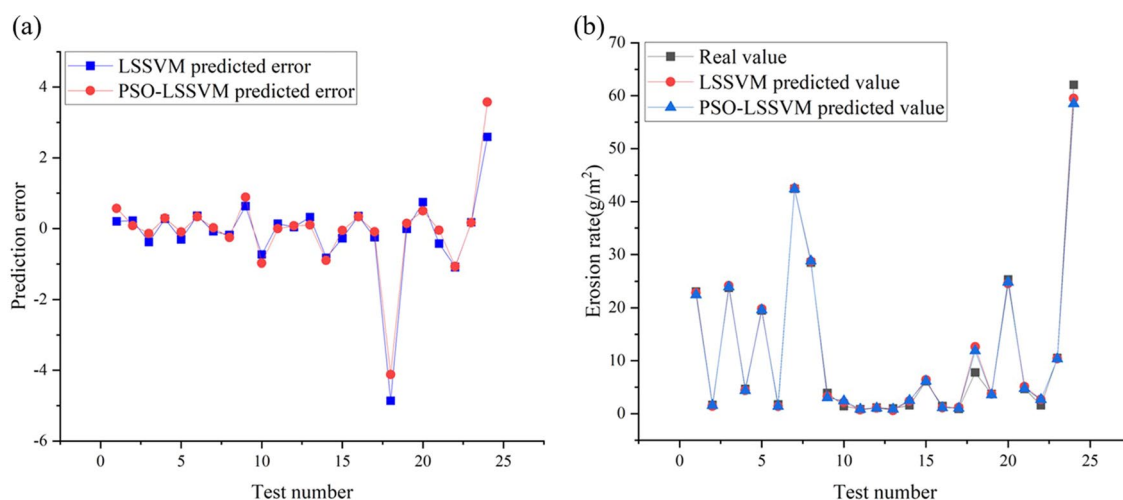 (a)
LSSVM predicted error
PSO-LSSVM predicted error
4
2
0
-2
-4
-6
Prediction error
0 5 10 15 20 25
Test number
(b)
Real value
LSSVM predicted value
PSO-LSSVM predicted value
70
60
50
40
30
20
10
0
Erosion rate(g/m²)
0 5 10 15 20 25
Test number